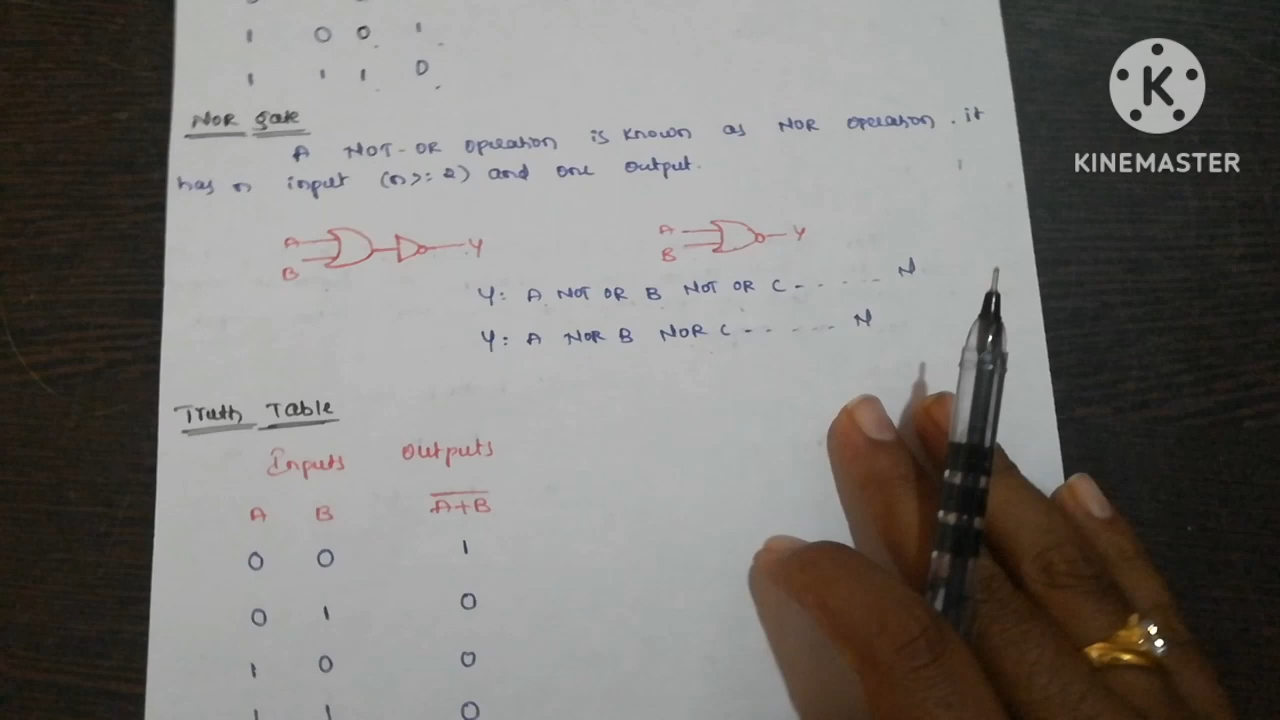 1 0 0 1
1 1 1 0
NOR gate
A NOT-OR operation is known as NOR operation. it
has n input (n>=2) and one output.
A
B
Y
A
B
Y
Y: A NOT OR B NOT OR C - - - - - N
Y: A NOR B NOR C - - - - - - N
Truth Table
Inputs Outputs
A B A+B
0 0 1
0 1 0
1 0 0
1 1 0
K
KINEMASTER